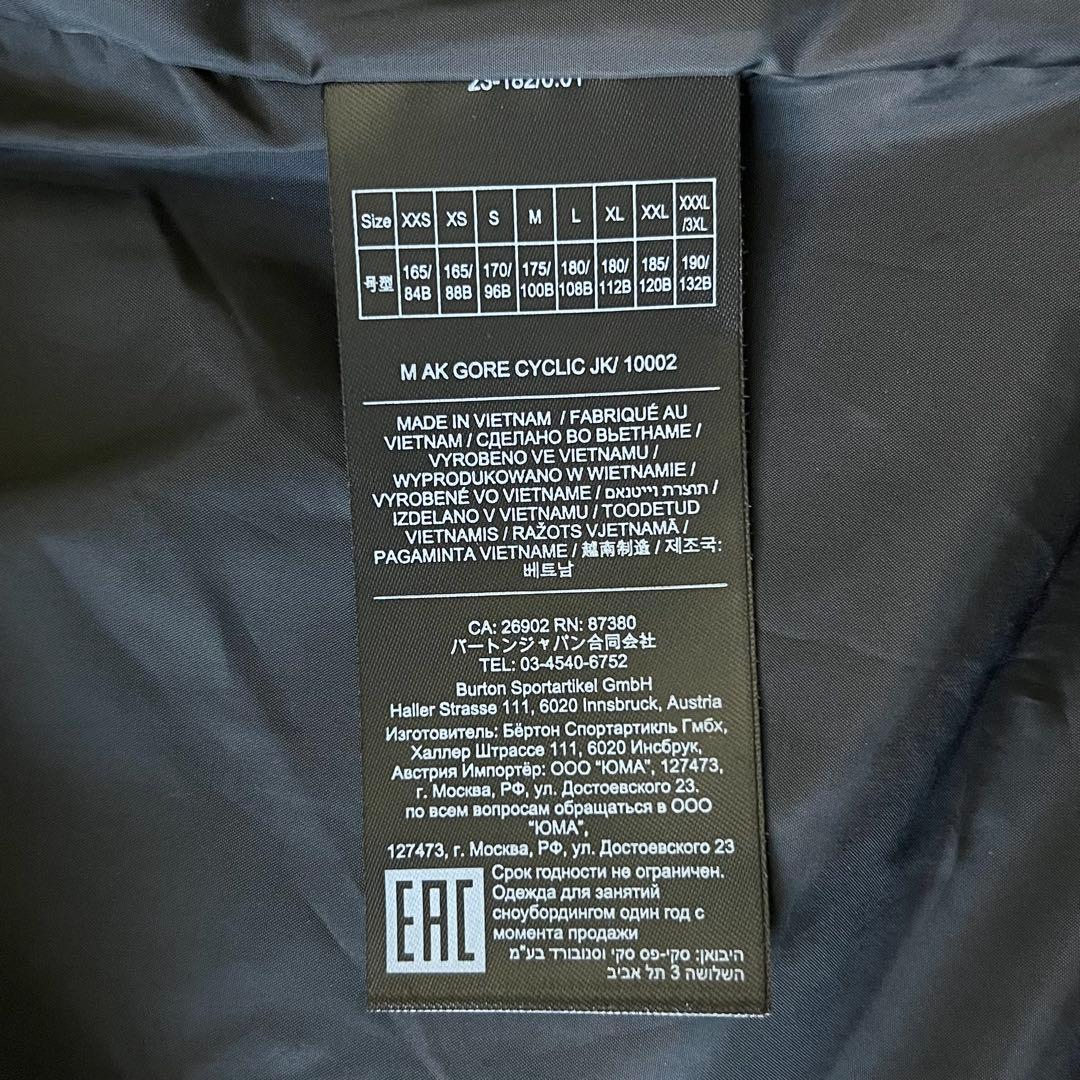 23-182/0.01
Size XXS XS S M L XL XXL XXXL/3XL
号型 165/84B 165/88B 170/96B 175/100B 180/108B 180/112B 185/120B 190/132B
M AK GORE CYCLIC JK/ 10002
MADE IN VIETNAM / FABRIQUÉ AU
VIETNAM / СДЕЛАНО ВО ВЬЕТНАМЕ /
VYROBENO VE VIETNAMU /
WYPRODUKOWANO W WIETNAMIE /
VYROBENÉ VO VIETNAME / תוצרת וייטנאם /
IZDELANO V VIETNAMU / TOODETUD
VIETNAMIS / RAŽOTS VJETNAMĀ /
PAGAMINTA VIETNAME / 越南制造 / 제조국:
베트남
CA: 26902 RN: 87380
バートンジャパン合同会社
TEL: 03-4540-6752
Burton Sportartikel GmbH
Haller Strasse 111, 6020 Innsbruck, Austria
Изготовитель: Бёртон Спортартикль Гмбх,
Халлер Штрассе 111, 6020 Инсбрук,
Австрия Импортёр: ООО "ЮМА", 127473,
г. Москва, РФ, ул. Достоевского 23.
по всем вопросам обращаться в ООО
"ЮМА",
127473, г. Москва, РФ, ул. Достоевского 23
EAC
Срок годности не ограничен.
Одежда для занятий
сноубордингом один год с
момента продажи
היבואן: סקי-פס סקי וסנובורד בע"מ
השלושה 3 תל אביב